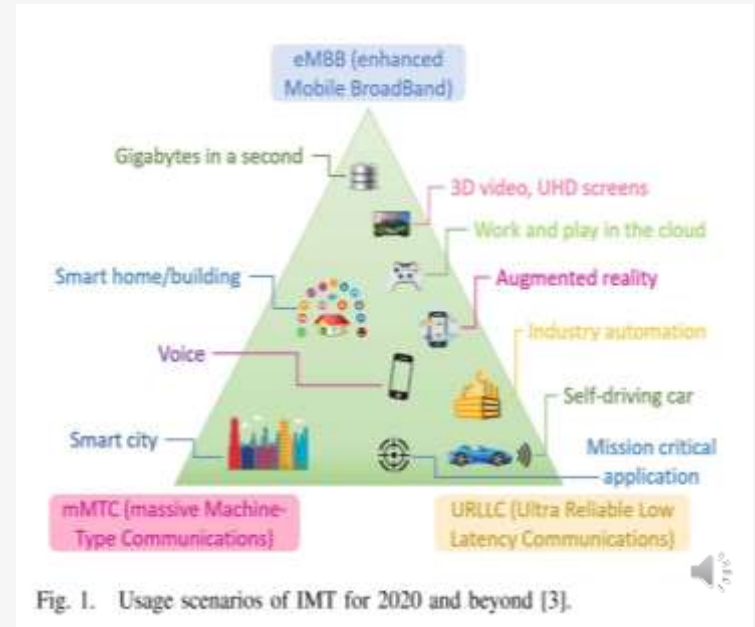 eMBB (enhanced
Mobile BroadBand)
Gigabytes in a second
3D video, UHD screens
Work and play in the cloud
Smart home/building
Augmented reality
Industry automation
Voice
Self-driving car
Smart city
Mission critical
application
mMTC (massive Machine-
Type Communications)
URLLC (Ultra Reliable Low
Latency Communications)
Fig. 1. Usage scenarios of IMT for 2020 and beyond [3].